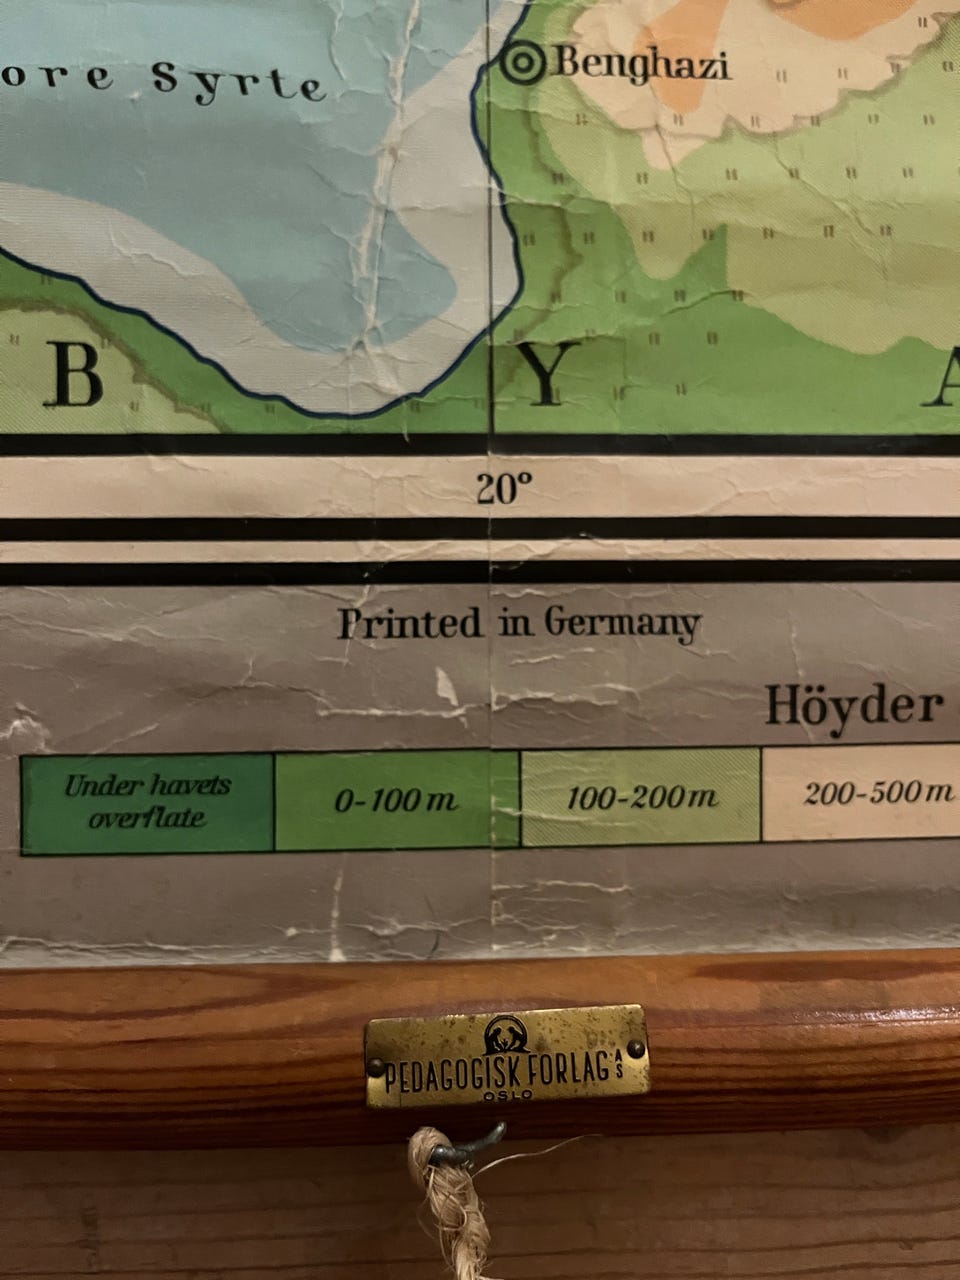 ore Syrte
Benghazi
B Y A
20°
Printed in Germany
Höyder
Under havets
overflate
0-100 m
100-200 m
200-500 m
PEDAGOGISK FORLAG A/S
OSLO